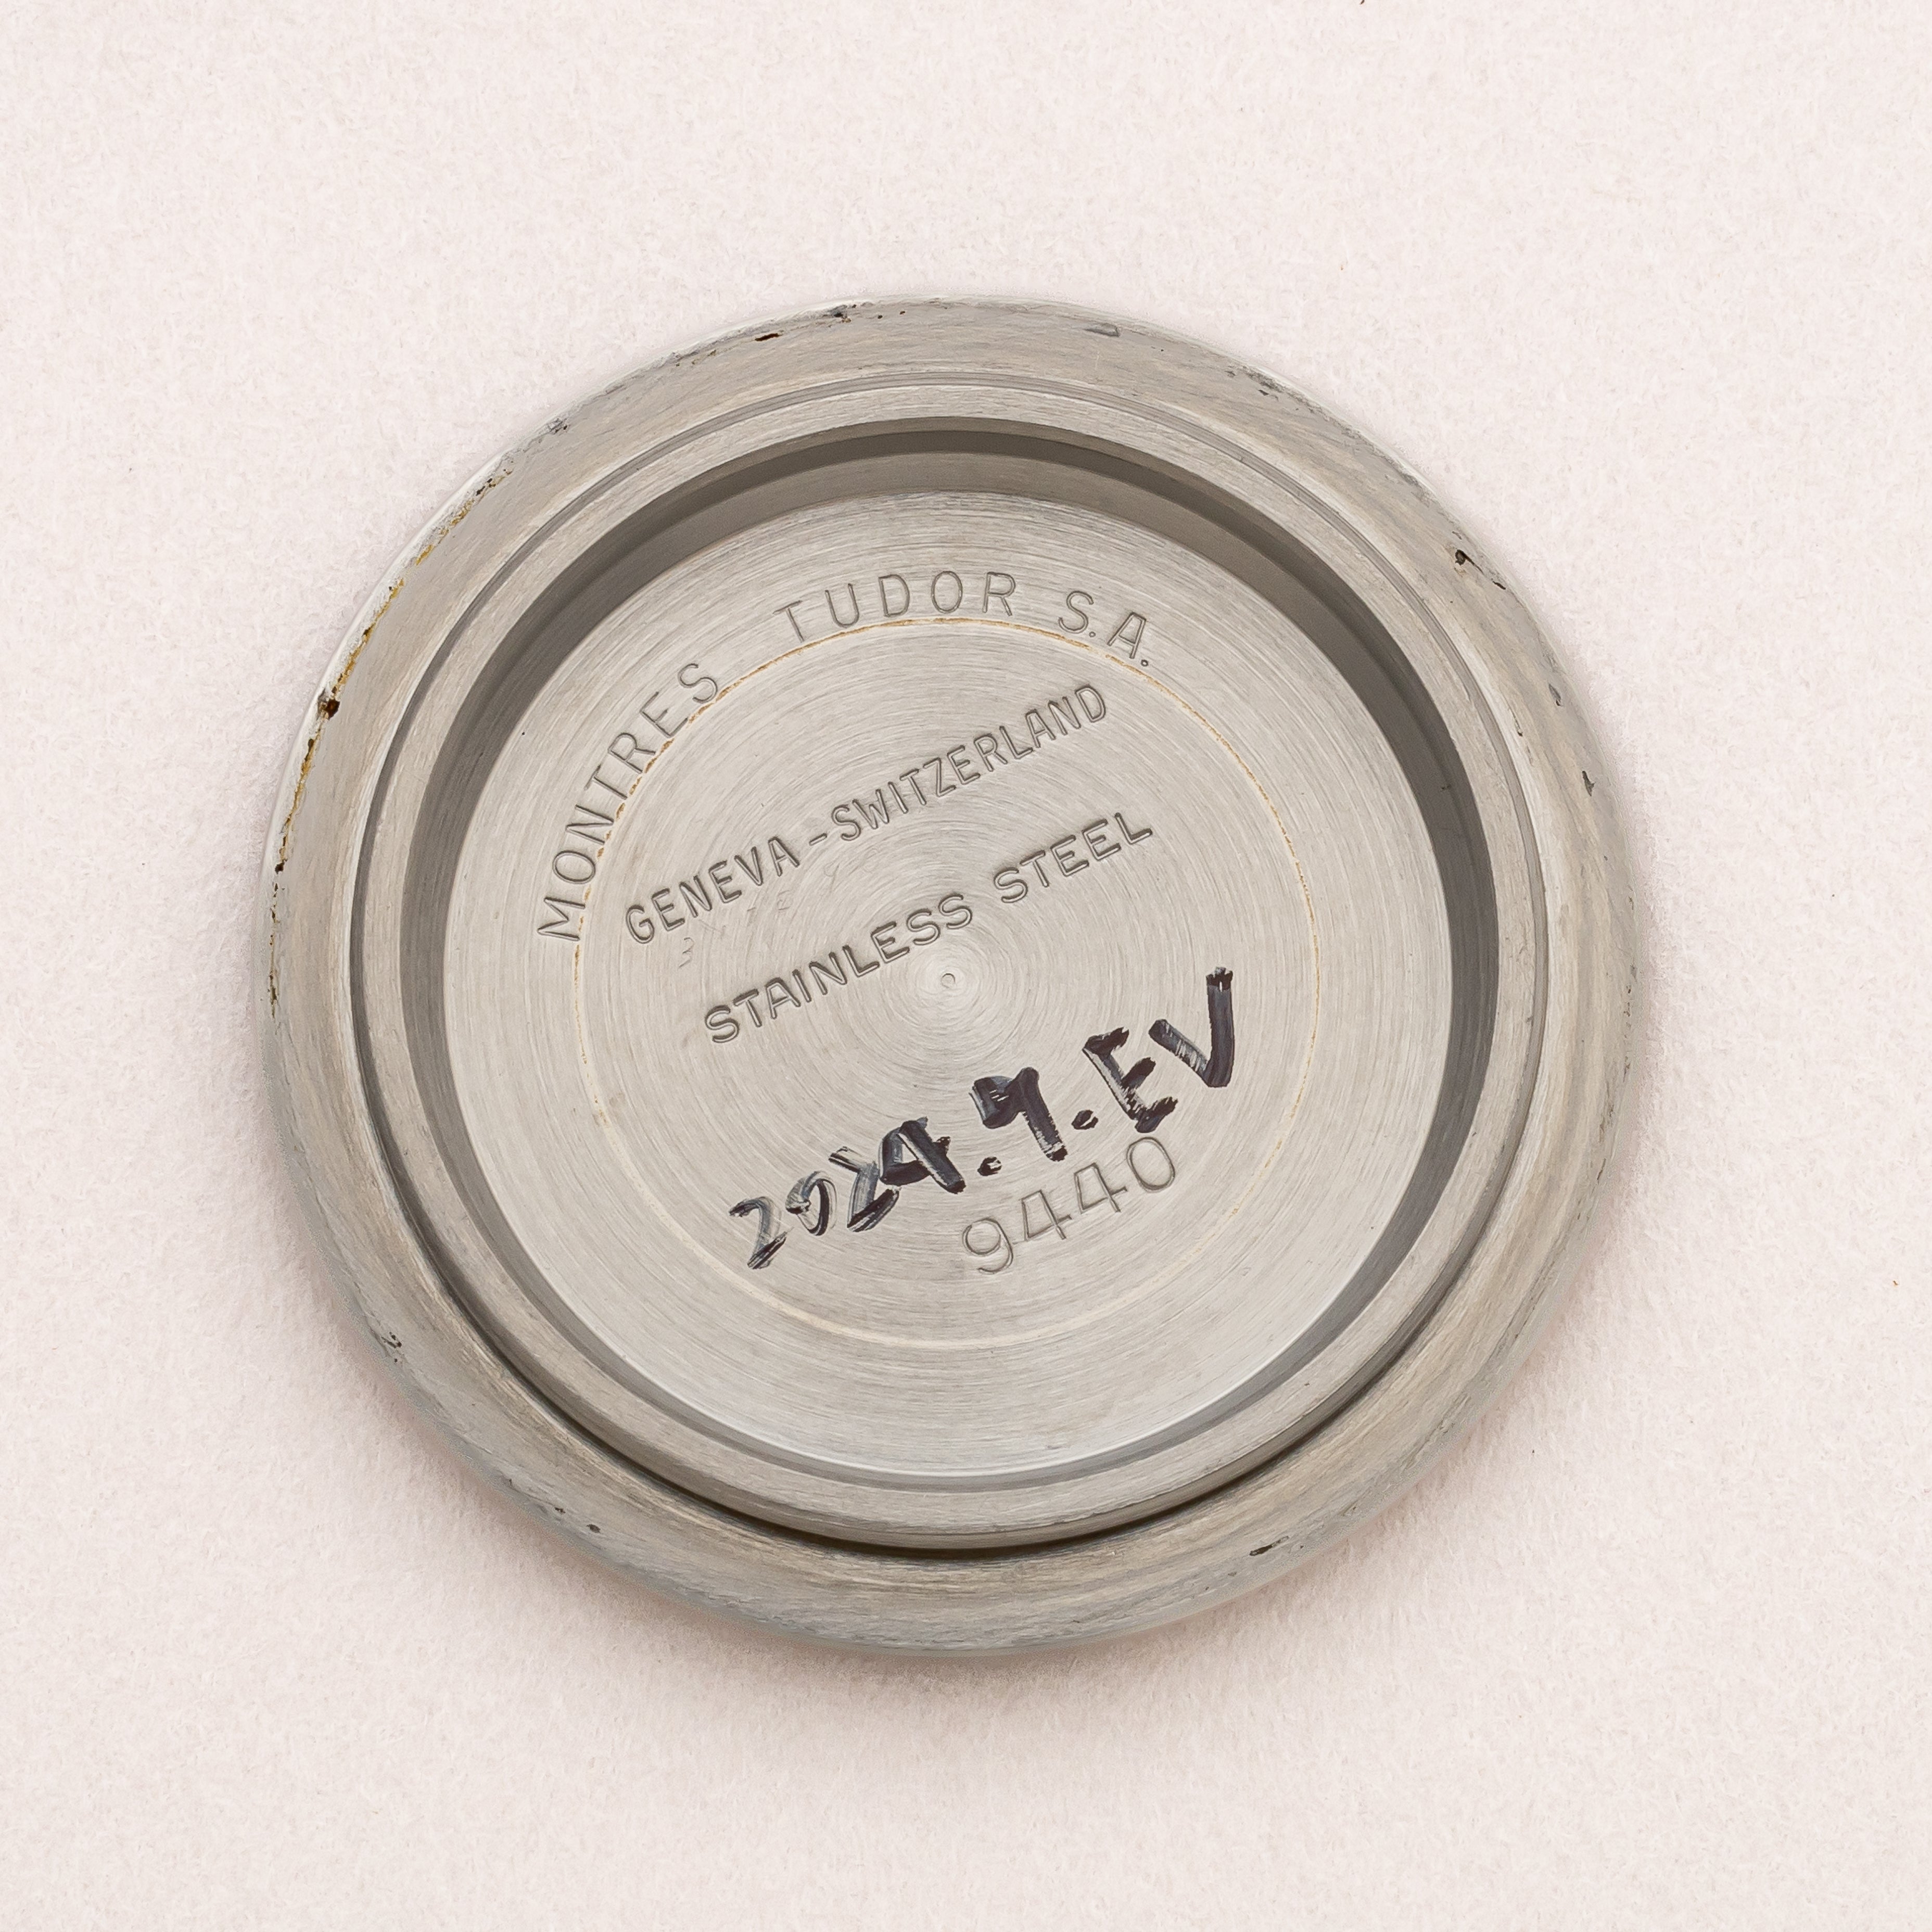 MONTRES TUDOR S.A.
GENEVA-SWITZERLAND
STAINLESS STEEL
2024.9.EV
9440